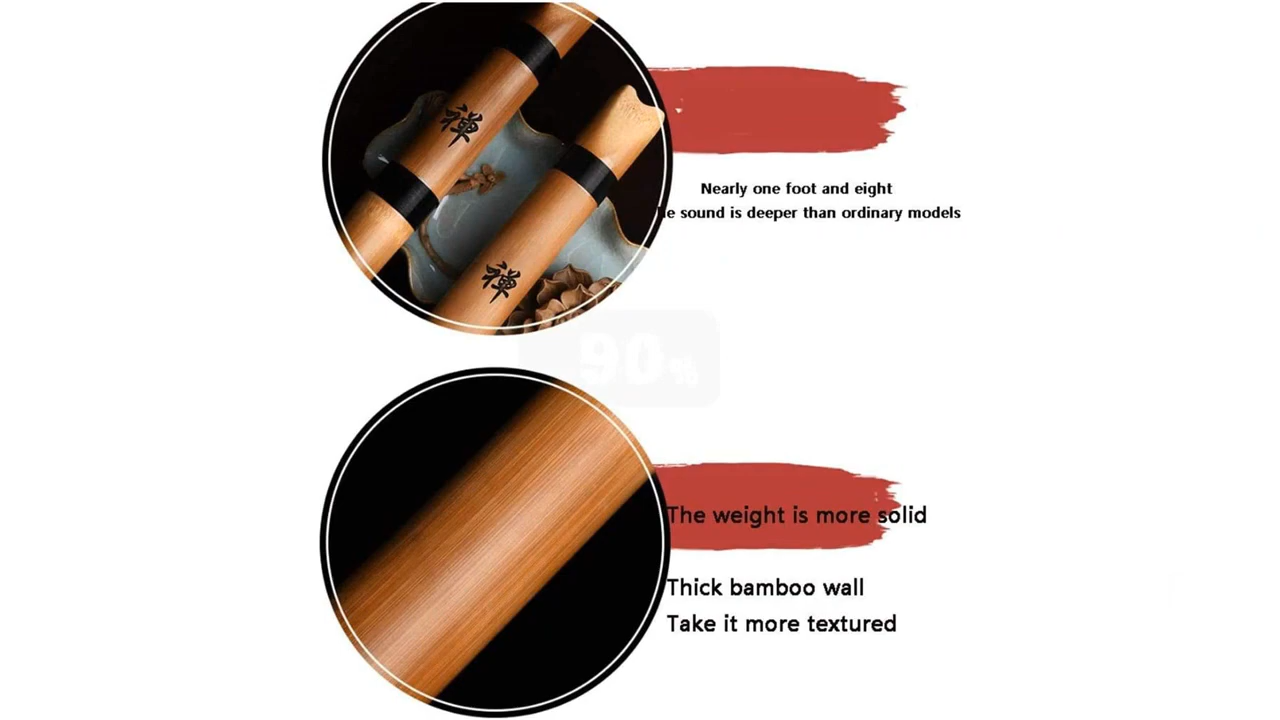 禅
禅
Nearly one foot and eight
e sound is deeper than ordinary models
90%
The weight is more solid
Thick bamboo wall
Take it more textured